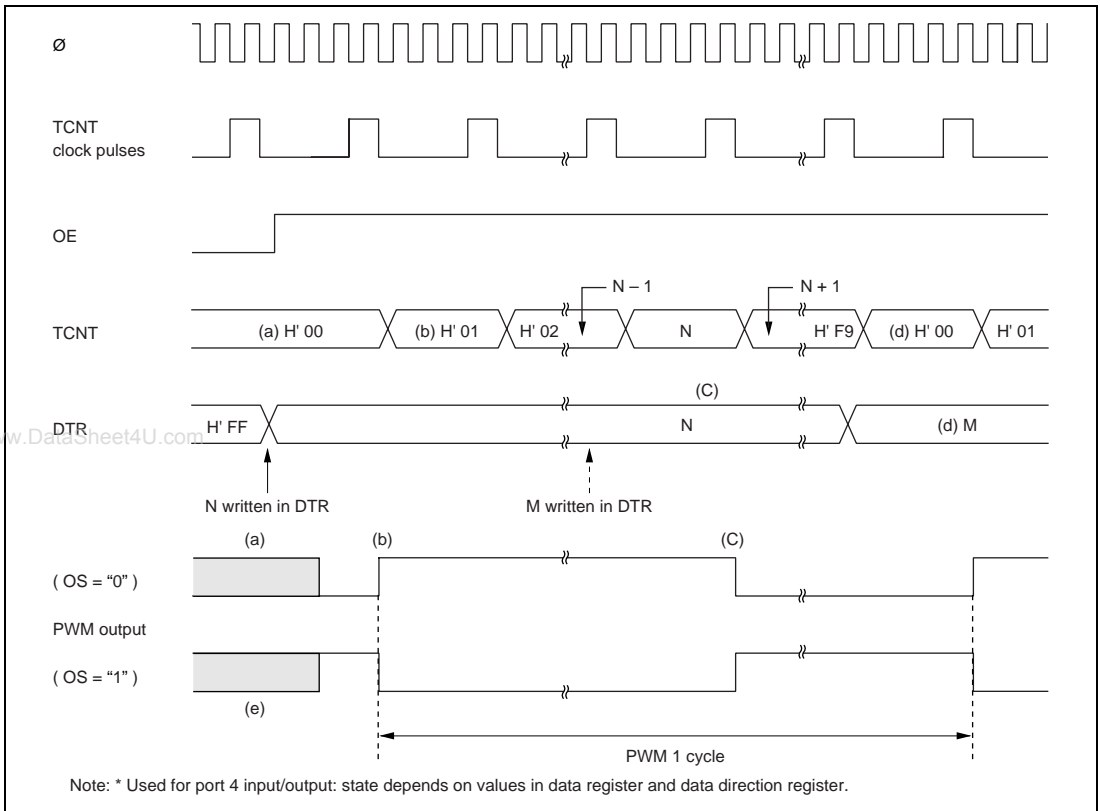 Ø
TCNT
clock pulses
OE
N – 1
N + 1
TCNT
(a) H' 00
(b) H' 01
H' 02
N
H' F9
(d) H' 00
H' 01
(C)
DTR
H' FF
N
(d) M
w.DataSheet4U.com
N written in DTR
M written in DTR
(a)
(b)
(C)
( OS = “0” )
PWM output
( OS = “1” )
(e)
PWM 1 cycle
Note: * Used for port 4 input/output: state depends on values in data register and data direction register.